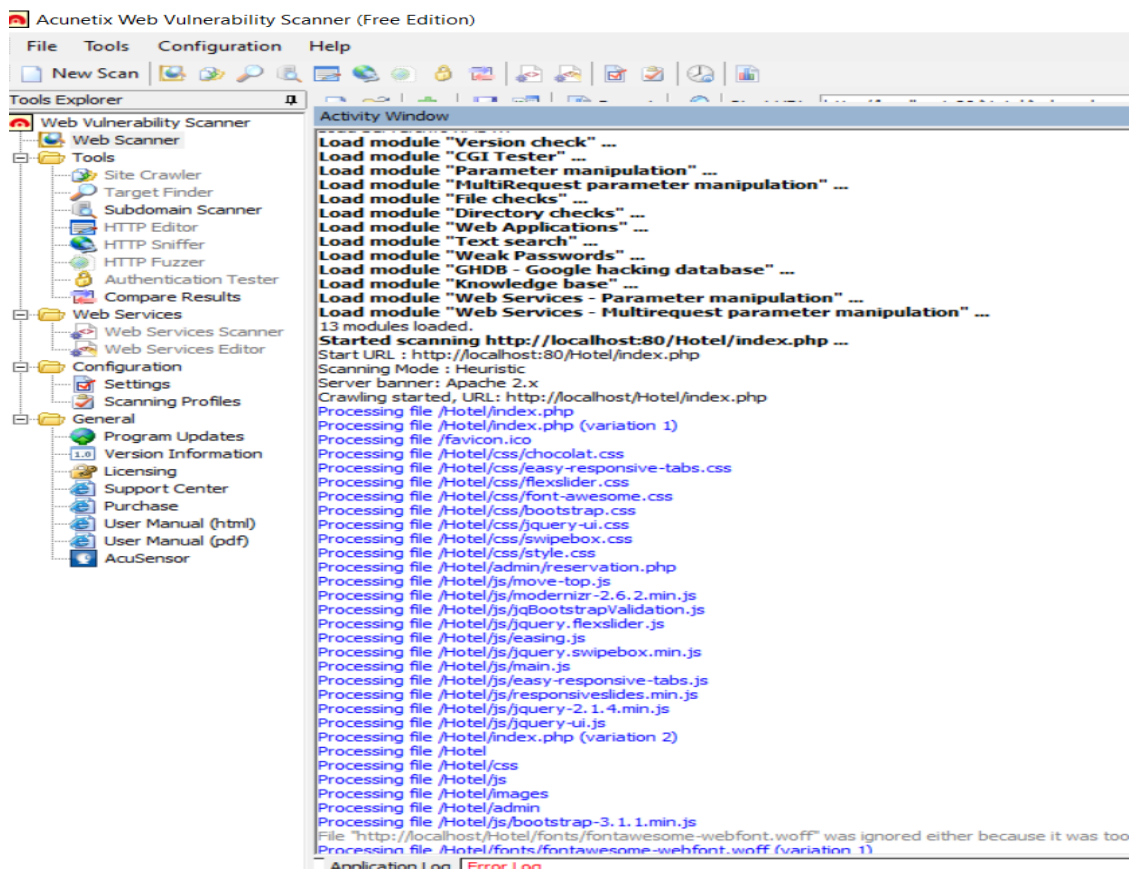 Acunetix Web Vulnerability Scanner (Free Edition)
File Tools Configuration Help
New Scan
Tools Explorer
Web Vulnerability Scanner
Web Scanner
Tools
Site Crawler
Target Finder
Subdomain Scanner
HTTP Editor
HTTP Sniffer
HTTP Fuzzer
Authentication Tester
Compare Results
Web Services
Web Services Scanner
Web Services Editor
Configuration
Settings
Scanning Profiles
General
Program Updates
1.0 Version Information
Licensing
Support Center
Purchase
User Manual (html)
User Manual (pdf)
AcuSensor
Activity Window
Load module "Version check" ...
Load module "CGI Tester" ...
Load module "Parameter manipulation" ...
Load module "MultiRequest parameter manipulation" ...
Load module "File checks" ...
Load module "Directory checks" ...
Load module "Web Applications" ...
Load module "Text search" ...
Load module "Weak Passwords" ...
Load module "GHDB - Google hacking database" ...
Load module "Knowledge base" ...
Load module "Web Services - Parameter manipulation" ...
Load module "Web Services - Multirequest parameter manipulation" ...
13 modules loaded.
Started scanning http://localhost:80/Hotel/index.php ...
Start URL : http://localhost:80/Hotel/index.php
Scanning Mode : Heuristic
Server banner: Apache 2.x
Crawling started, URL: http://localhost/Hotel/index.php
Processing file /Hotel/index.php
Processing file /Hotel/index.php (variation 1)
Processing file /favicon.ico
Processing file /Hotel/css/chocolat.css
Processing file /Hotel/css/easy-responsive-tabs.css
Processing file /Hotel/css/flexslider.css
Processing file /Hotel/css/font-awesome.css
Processing file /Hotel/css/bootstrap.css
Processing file /Hotel/css/jquery-ui.css
Processing file /Hotel/css/swipebox.css
Processing file /Hotel/css/style.css
Processing file /Hotel/admin/reservation.php
Processing file /Hotel/js/move-top.js
Processing file /Hotel/js/modernizr-2.6.2.min.js
Processing file /Hotel/js/jqBootstrapValidation.js
Processing file /Hotel/js/jquery.flexslider.js
Processing file /Hotel/js/easing.js
Processing file /Hotel/js/jquery.swipebox.min.js
Processing file /Hotel/js/main.js
Processing file /Hotel/js/easy-responsive-tabs.js
Processing file /Hotel/js/responsiveslides.min.js
Processing file /Hotel/js/jquery-2.1.4.min.js
Processing file /Hotel/js/jquery-ui.js
Processing file /Hotel/index.php (variation 2)
Processing file /Hotel
Processing file /Hotel/css
Processing file /Hotel/js
Processing file /Hotel/images
Processing file /Hotel/admin
Processing file /Hotel/js/bootstrap-3.1.1.min.js
File "http://localhost/Hotel/fonts/fontawesome-webfont.woff" was ignored either because it was too
Processing file /Hotel/fonts/fontawesome-webfont.woff (variation 1)
Application Log Error Log